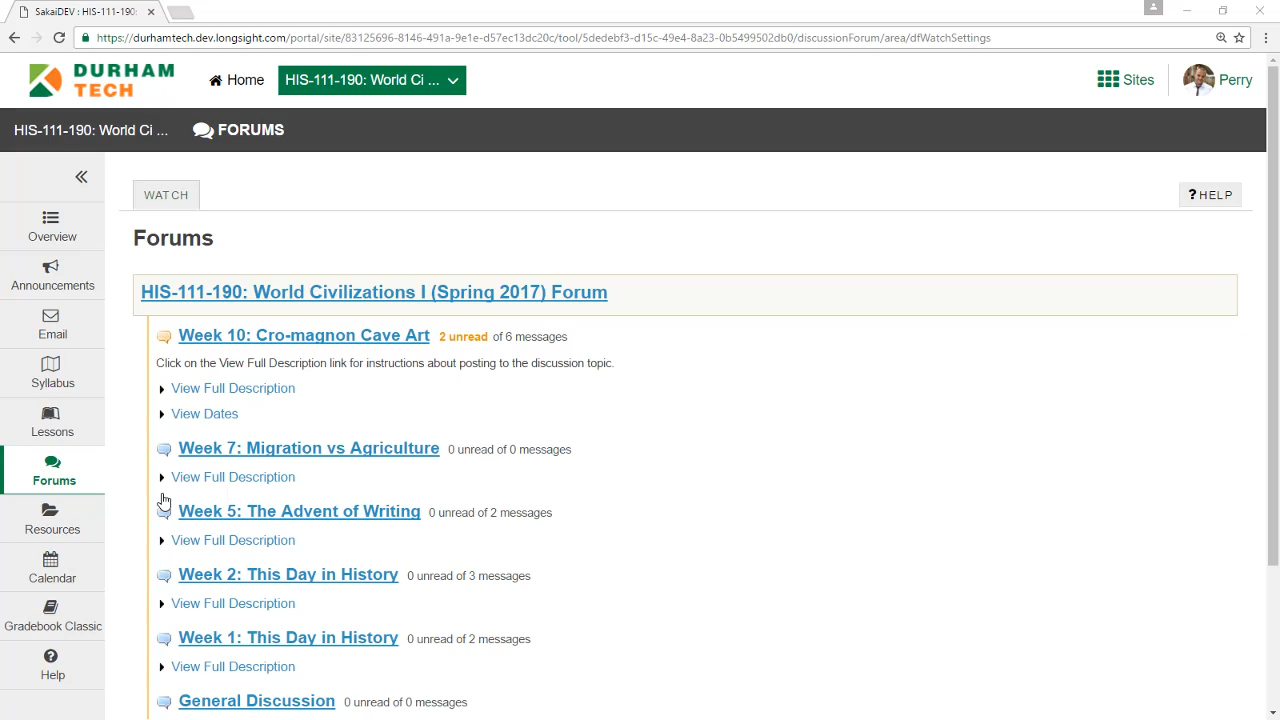 SakaiDEV : HIS-111-190:
https://durhamtech.dev.longsight.com/portal/site/83125696-8146-491a-9e1e-d57ec13dc20c/tool/5dedebf3-d15c-49e4-8a23-0b5499502db0/discussionForum/area/dfWatchSettings
DURHAM
TECH
Home
HIS-111-190: World Ci ...
Sites
Perry
HIS-111-190: World Ci ...
FORUMS
Overview
Announcements
Email
Syllabus
Lessons
Forums
Resources
Calendar
Gradebook Classic
Help
WATCH
? HELP
Forums
HIS-111-190: World Civilizations I (Spring 2017) Forum
Week 10: Cro-magnon Cave Art 2 unread of 6 messages
Click on the View Full Description link for instructions about posting to the discussion topic.
View Full Description
View Dates
Week 7: Migration vs Agriculture 0 unread of 0 messages
View Full Description
Week 5: The Advent of Writing 0 unread of 2 messages
View Full Description
Week 2: This Day in History 0 unread of 3 messages
View Full Description
Week 1: This Day in History 0 unread of 2 messages
View Full Description
General Discussion 0 unread of 0 messages